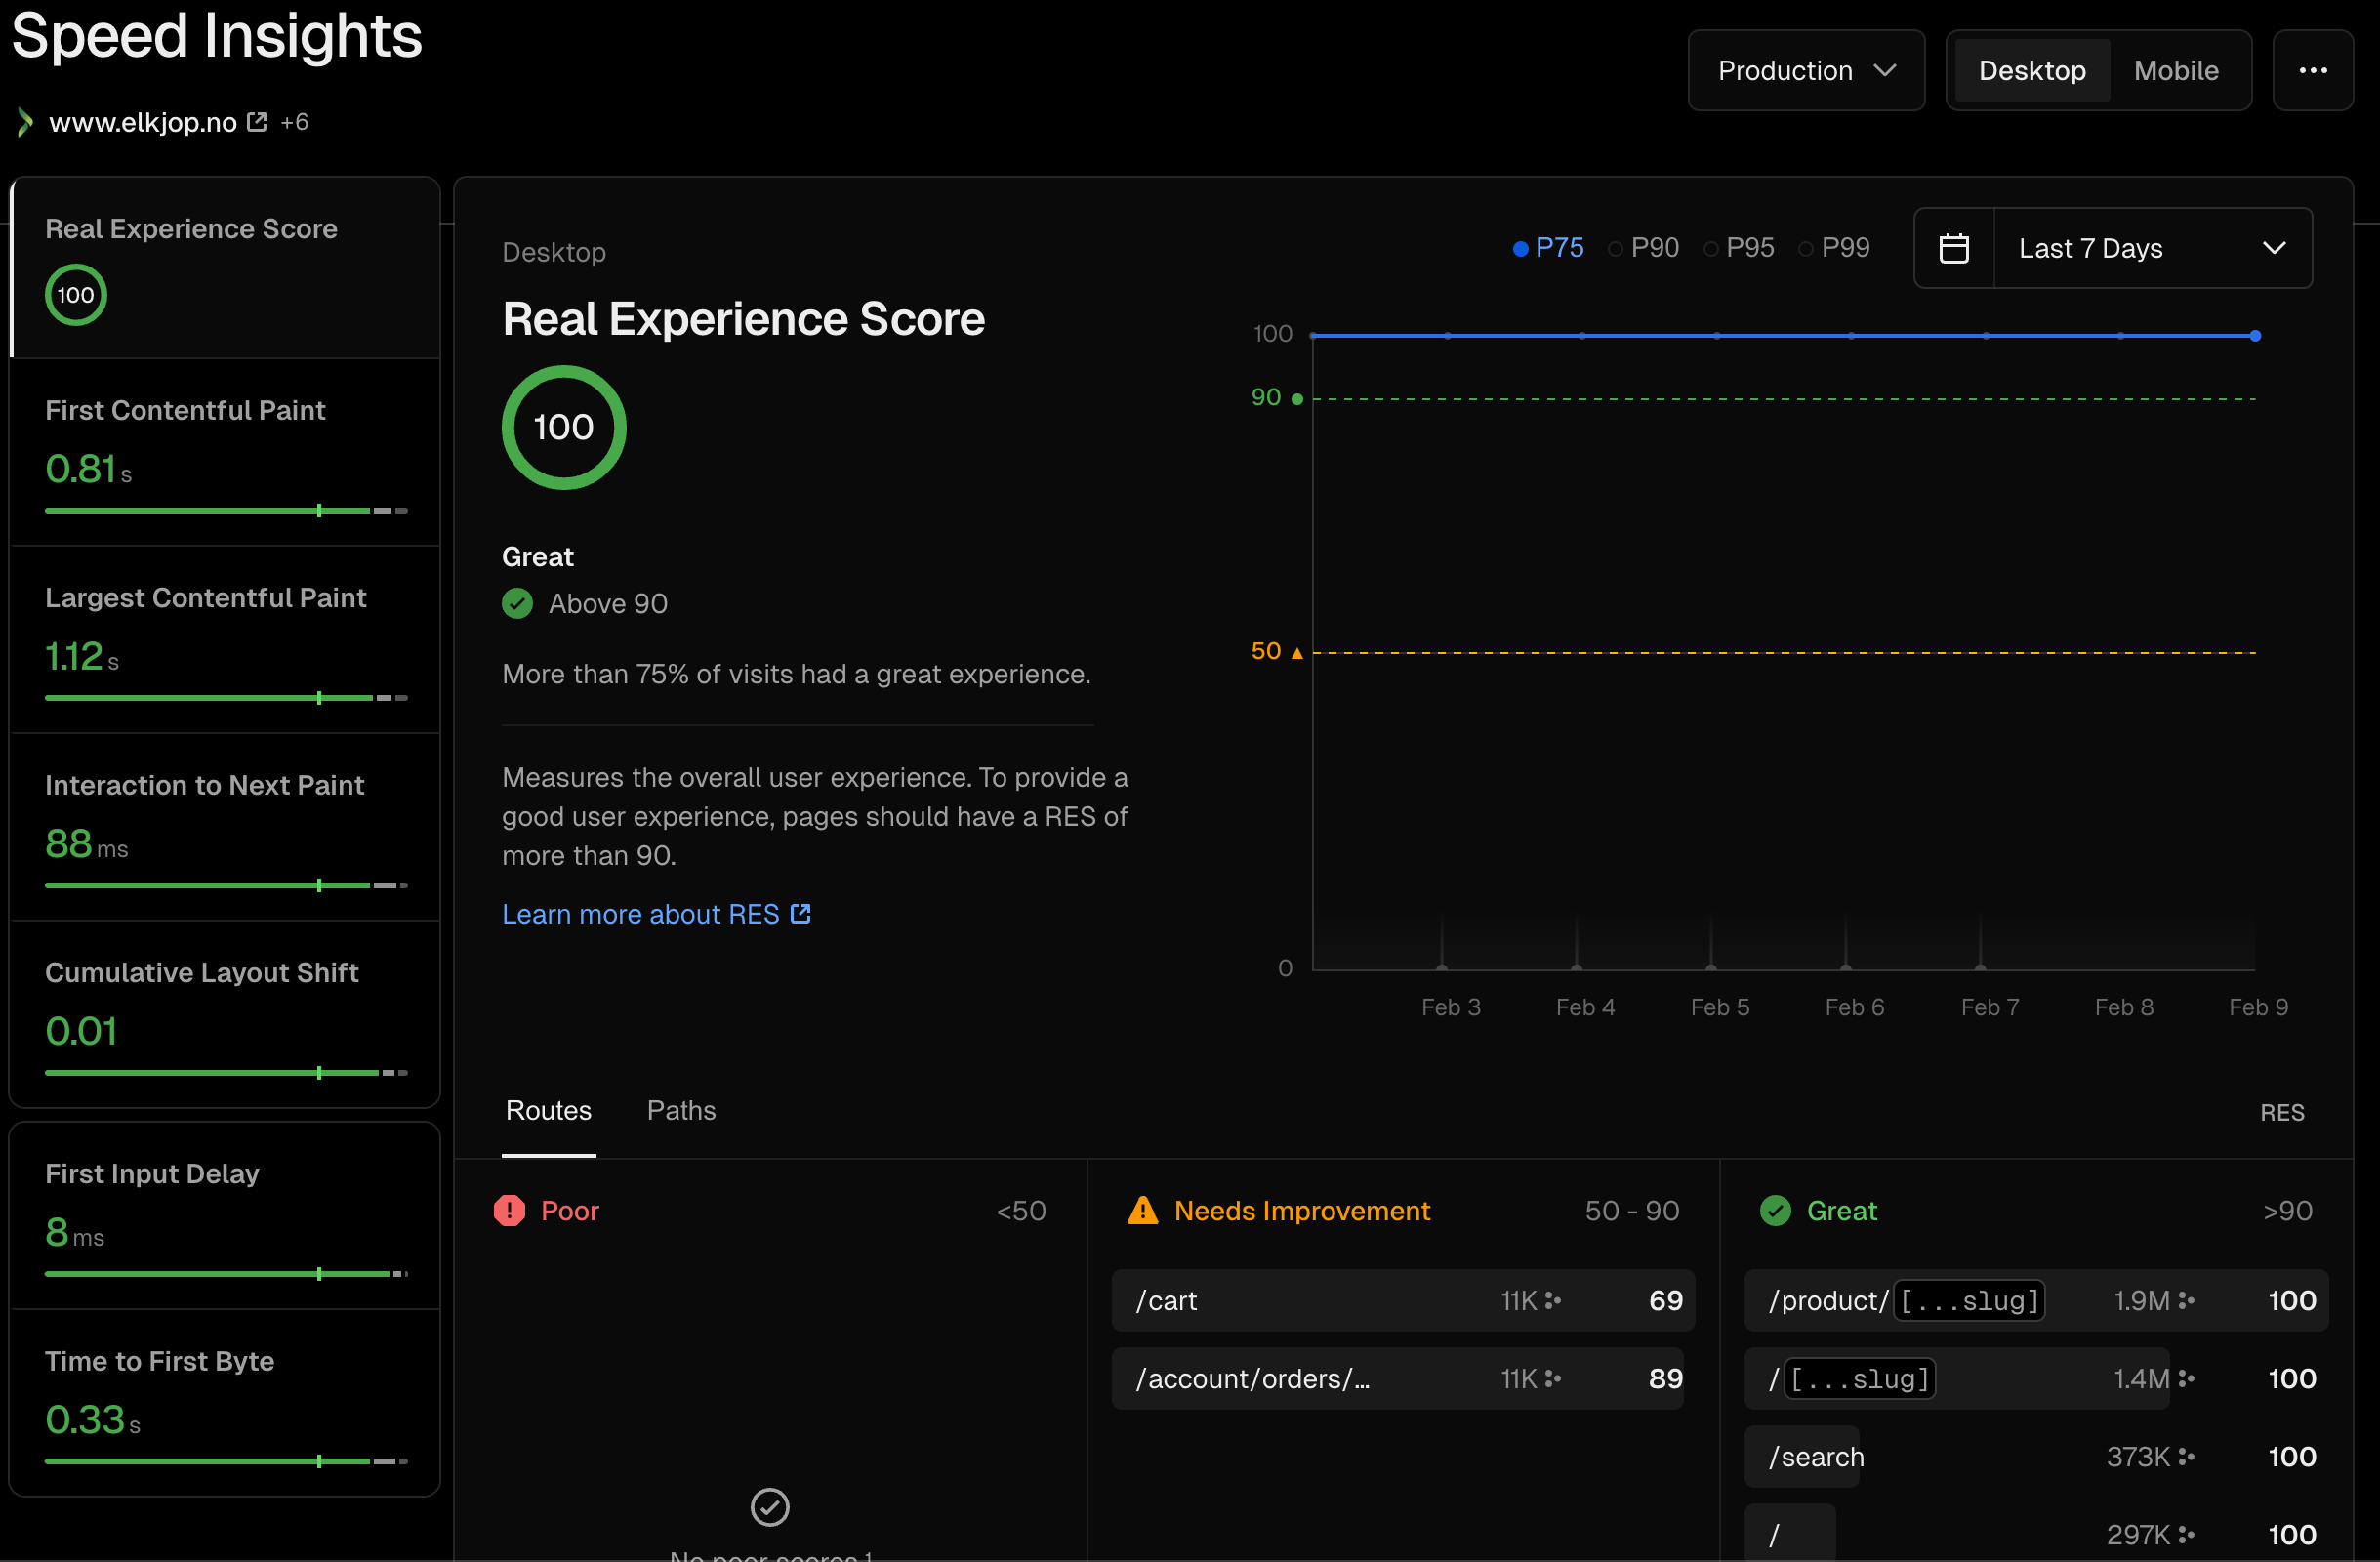 Speed Insights
www.elkjop.no +6
Production
Desktop
Mobile
Real Experience Score
100
First Contentful Paint
0.81 s
Largest Contentful Paint
1.12 s
Interaction to Next Paint
88 ms
Cumulative Layout Shift
0.01
First Input Delay
8 ms
Time to First Byte
0.33 s
Desktop
Real Experience Score
100
Great
Above 90
More than 75% of visits had a great experience.
Measures the overall user experience. To provide a
good user experience, pages should have a RES of
more than 90.
Learn more about RES
P75 P90 P95 P99
Last 7 Days
100
90
50
0
Feb 3 Feb 4 Feb 5 Feb 6 Feb 7 Feb 8 Feb 9
Routes Paths RES
Poor <50
No poor scores
Needs Improvement 50 - 90
/cart 11K 69
/account/orders/... 11K 89
Great >90
/product/[...slug] 1.9M 100
/[...slug] 1.4M 100
/search 373K 100
/ 297K 100